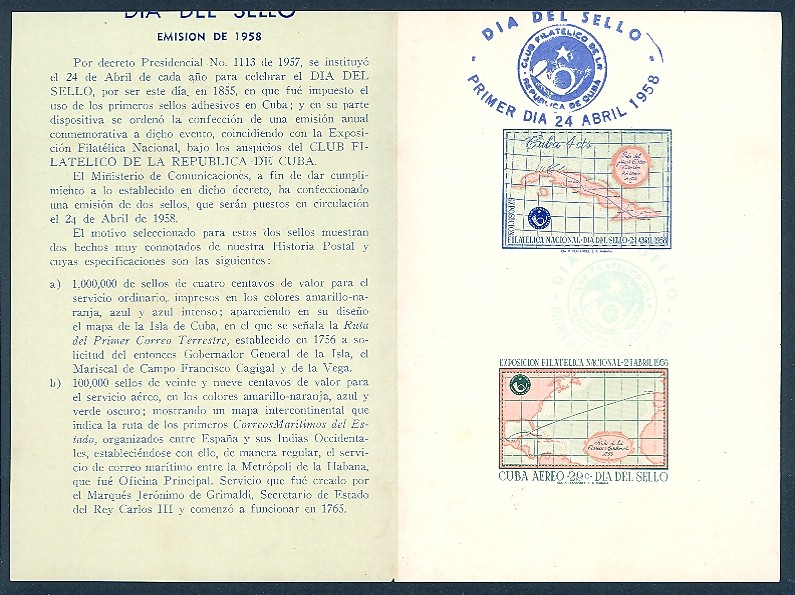 DIA DEL SELLO
EMISION DE 1958
Por decreto Presidencial No. 1113 de 1957, se instituyó
el 24 de Abril de cada año para celebrar el DIA DEL
SELLO, por ser este día, en 1855, en que fué impuesto el
uso de los primeros sellos adhesivos en Cuba; y en su parte
dispositiva se ordenó la confección de una emisión anual
conmemorativa a dicho evento, coincidiendo con la Exposi-
ción Filatélica Nacional, bajo los auspicios del CLUB FI-
LATELICO DE LA REPUBLICA DE CUBA.
El Ministerio de Comunicaciones, a fin de dar cumpli-
miento a lo establecido en dicho decreto, ha confeccionado
una emisión de dos sellos, que serán puestos en circulación
el 24 de Abril de 1958.
El motivo seleccionado para estos dos sellos muestran
dos hechos muy connotados de nuestra Historia Postal y
cuyas especificaciones son las siguientes:
a) 1,000,000 de sellos de cuatro centavos de valor para el
servicio ordinario, impresos en los colores amarillo-na-
ranja, azul y azul intenso; apareciendo en su diseño
el mapa de la Isla de Cuba, en el que se señala la Ruta
del Primer Correo Terrestre, establecido en 1756 a so-
licitud del entonces Gobernador General de la Isla, el
Mariscal de Campo Francisco Cagigal y de la Vega.
b) 100,000 sellos de veinte y nueve centavos de valor para
el servicio aéreo, en los colores amarillo-naranja, azul y
verde oscuro; mostrando un mapa intercontinental que
indica la ruta de los primeros Correos Marítimos del Es-
tado, organizados entre España y sus Indias Occidenta-
les, estableciéndose con ello, de manera regular, el servi-
cio de correo marítimo entre la Metrópoli de la Habana,
que fué Oficina Principal. Servicio que fué creado por
el Marqués Jerónimo de Grimaldi, Secretario de Estado
del Rey Carlos III y comenzó a funcionar en 1765.
DIA DEL SELLO
CLUB FILATELICO DE LA
REPUBLICA DE CUBA
PRIMER DIA 24 ABRIL 1958
Cuba 4 cts
EXPOSICION
FILATELICA NACIONAL · DIA DEL SELLO · 24 ABRIL 1958
EXPOSICION FILATELICA NACIONAL · 24 ABRIL 1958
CUBA AEREO · 29c · DIA DEL SELLO